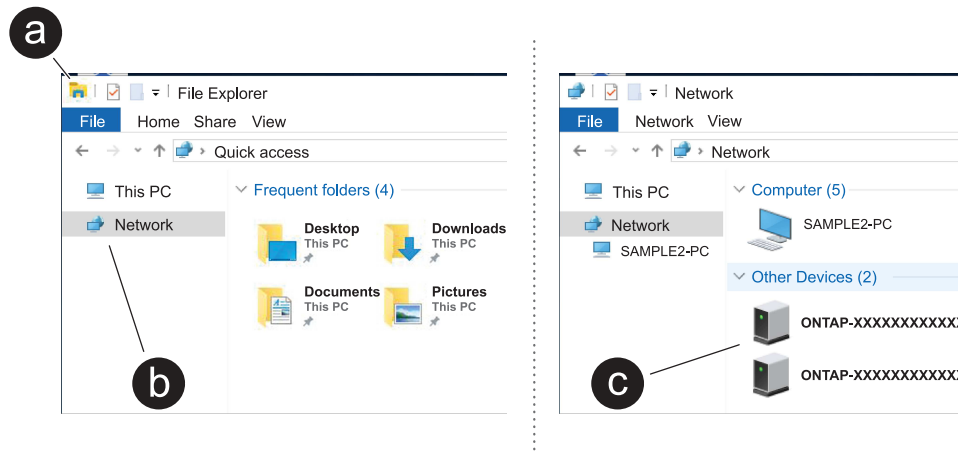 a
File Explorer
File Home Share View
Quick access
This PC
Network
Frequent folders (4)
Desktop
This PC
Downloads
This PC
Documents
This PC
Pictures
This PC
b
Network
File Network View
Network
This PC
Network
SAMPLE2-PC
Computer (5)
SAMPLE2-PC
Other Devices (2)
ONTAP-XXXXXXXXXXX
ONTAP-XXXXXXXXXXX
c